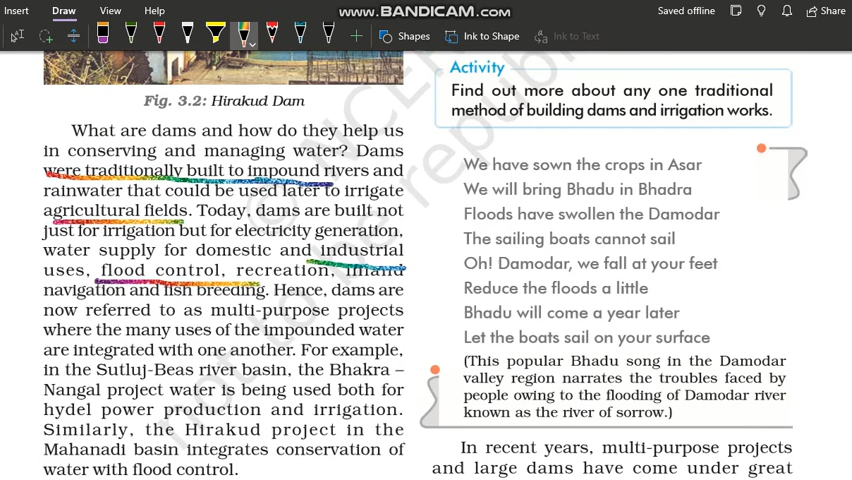 Insert Draw View Help
WWW.BANDICAM.COM
Saved offline
Share
Shapes
Ink to Shape
Ink to Text
Fig. 3.2: Hirakud Dam
What are dams and how do they help us
in conserving and managing water? Dams
were traditionally built to impound rivers and
rainwater that could be used later to irrigate
agricultural fields. Today, dams are built not
just for irrigation but for electricity generation,
water supply for domestic and industrial
uses, flood control, recreation, inland
navigation and fish breeding. Hence, dams are
now referred to as multi-purpose projects
where the many uses of the impounded water
are integrated with one another. For example,
in the Sutluj-Beas river basin, the Bhakra –
Nangal project water is being used both for
hydel power production and irrigation.
Similarly, the Hirakud project in the
Mahanadi basin integrates conservation of
water with flood control.
Activity
Find out more about any one traditional
method of building dams and irrigation works.
We have sown the crops in Asar
We will bring Bhadu in Bhadra
Floods have swollen the Damodar
The sailing boats cannot sail
Oh! Damodar, we fall at your feet
Reduce the floods a little
Bhadu will come a year later
Let the boats sail on your surface
(This popular Bhadu song in the Damodar
valley region narrates the troubles faced by
people owing to the flooding of Damodar river
known as the river of sorrow.)
In recent years, multi-purpose projects
and large dams have come under great
© NCE
not to be republi